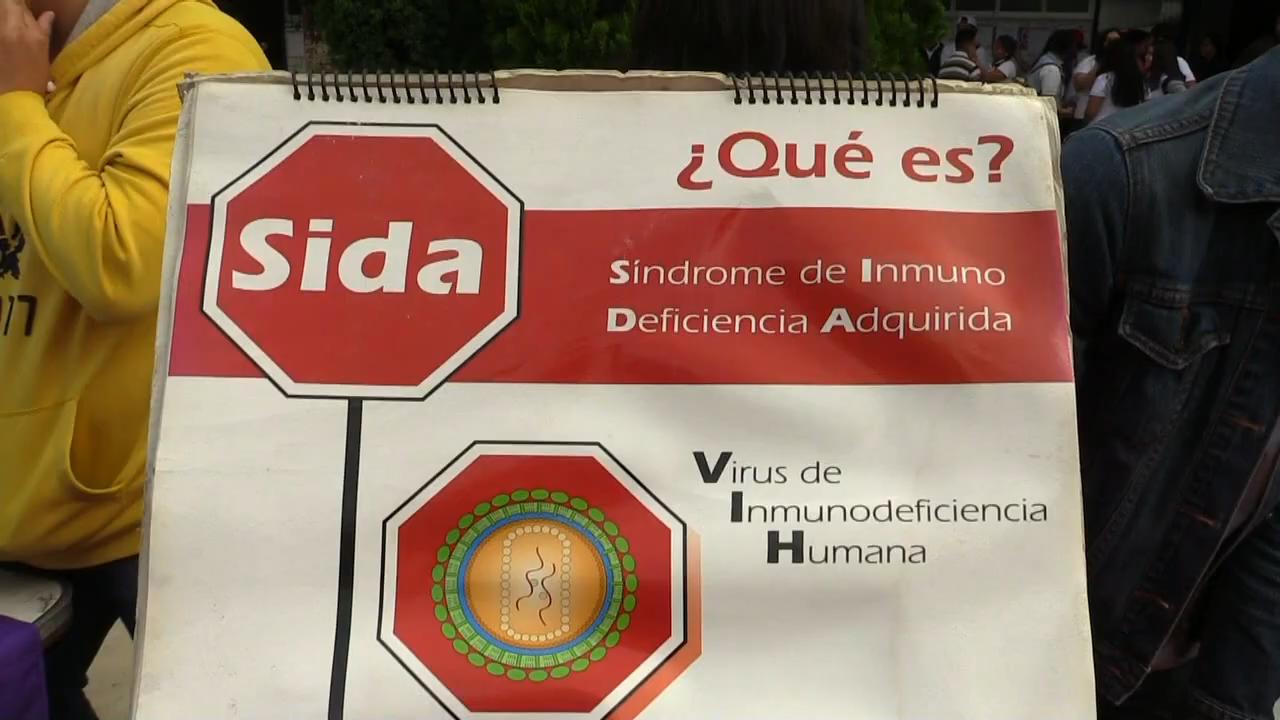 ¿Qué es?
Sida
Síndrome de Inmuno
Deficiencia Adquirida
Virus de
Inmunodeficiencia
Humana